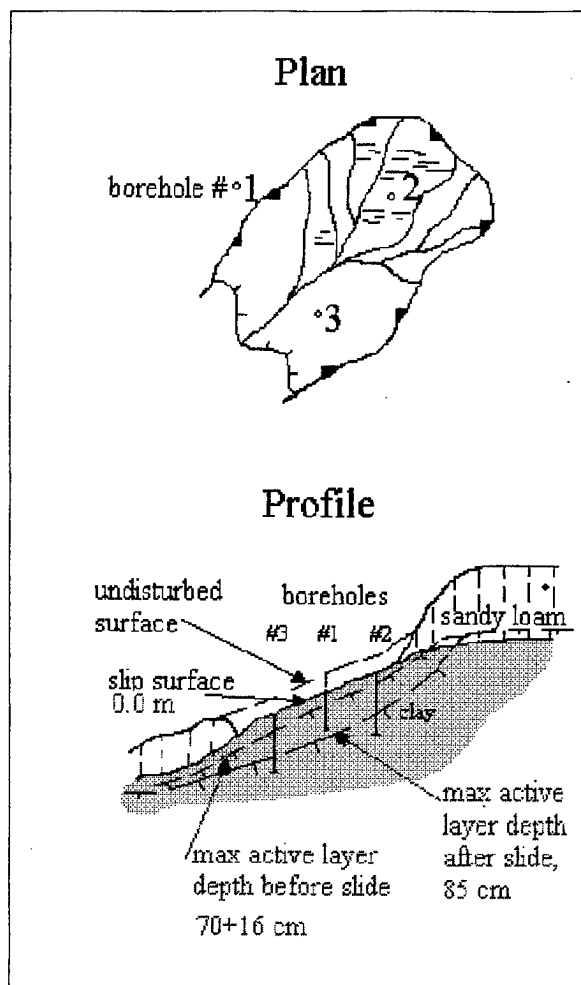 Plan
borehole # 1
2
3
Profile
undisturbed
surface
boreholes
#3 #1 #2
sandy loam
slip surface
0.0 m
clay
max active layer
depth before slide
70+16 cm
max active
layer depth
after slide,
85 cm